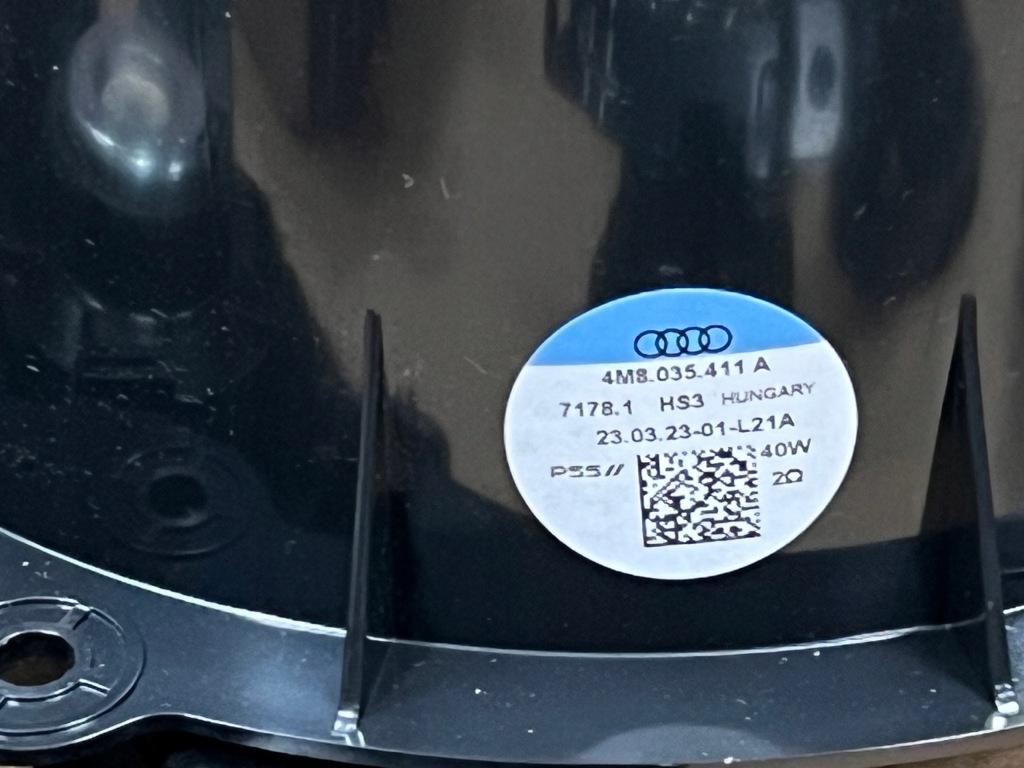 4M8.035.411 A
7178.1 HS3 HUNGARY
23.03.23-01-L21A
PSS// 40W
2Ω